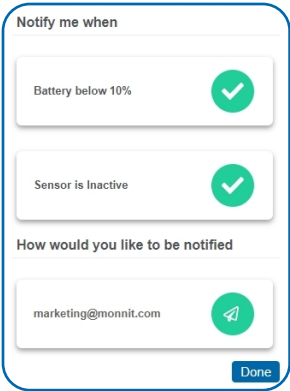 Notify me when
Battery below 10%
Sensor is Inactive
How would you like to be notified
marketing@monnit.com
Done